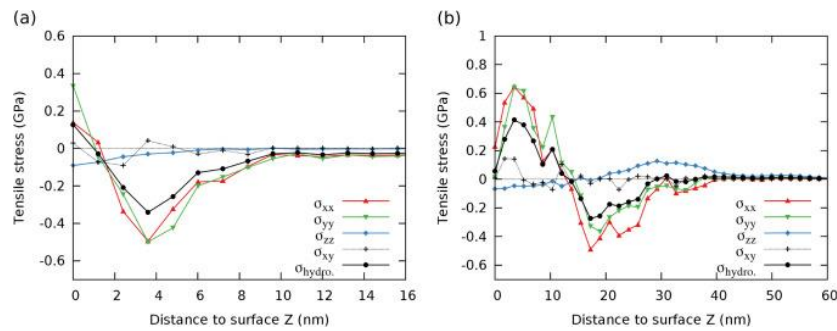 (a)
Tensile stress (GPa)
0.6
0.4
0.2
0
-0.2
-0.4
-0.6
0 2 4 6 8 10 12 14 16
Distance to surface Z (nm)
σxx
σyy
σzz
σxy
σhydro.
(b)
Tensile stress (GPa)
1
0.8
0.6
0.4
0.2
0
-0.2
-0.4
-0.6
0 10 20 30 40 50 60
Distance to surface Z (nm)
σxx
σyy
σzz
σxy
σhydro.